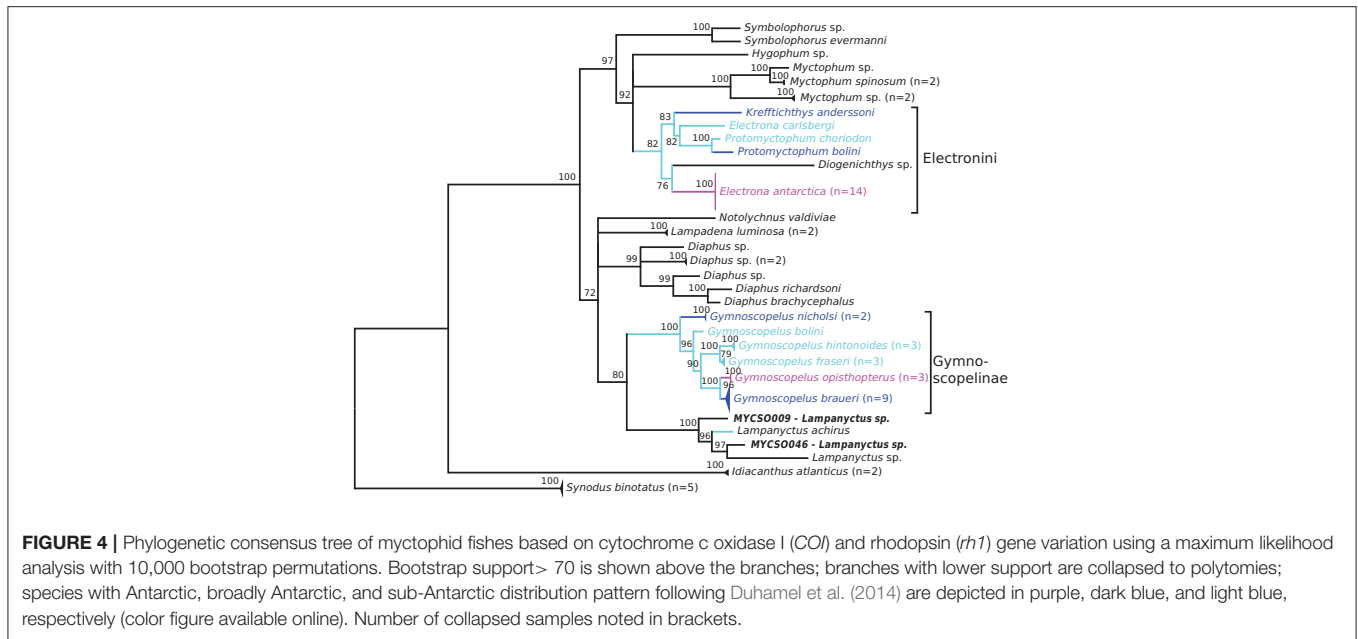 100
Symbolophorus sp.
Symbolophorus evermanni
97
Hygophum sp.
Myctophum sp.
100
100
100
Myctophum spinosum (n=2)
92
100
Myctophum sp. (n=2)
83
Krefftichthys anderssoni
Electrona carlsbergi
82
82
100
Protomyctophum choriodon
Protomyctophum bolini
Electronini
Diogenichthys sp.
100
76
100
Electrona antarctica (n=14)
Notolychnus valdiviae
100
Lampadena luminosa (n=2)
Diaphus sp.
99
100
Diaphus sp. (n=2)
99
Diaphus sp.
72
100
Diaphus richardsoni
Diaphus brachycephalus
100
Gymnoscopelus nicholsi (n=2)
100
96
Gymnoscopelus bolini
100
100
Gymnoscopelus hintonoides (n=3)
90
79
Gymnoscopelus fraseri (n=3)
Gymno-
scopelinae
80
100
100
Gymnoscopelus opisthopterus (n=3)
96
Gymnoscopelus braueri (n=9)
100
MYCSO009 - Lampanyctus sp.
96
Lampanyctus achirus
97
MYCSO046 - Lampanyctus sp.
Lampanyctus sp.
100
Idiacanthus atlanticus (n=2)
100
Synodus binotatus (n=5)
FIGURE 4 | Phylogenetic consensus tree of myctophid fishes based on cytochrome c oxidase I (COI) and rhodopsin (rh1) gene variation using a maximum likelihood
analysis with 10,000 bootstrap permutations. Bootstrap support> 70 is shown above the branches; branches with lower support are collapsed to polytomies;
species with Antarctic, broadly Antarctic, and sub-Antarctic distribution pattern following Duhamel et al. (2014) are depicted in purple, dark blue, and light blue,
respectively (color figure available online). Number of collapsed samples noted in brackets.